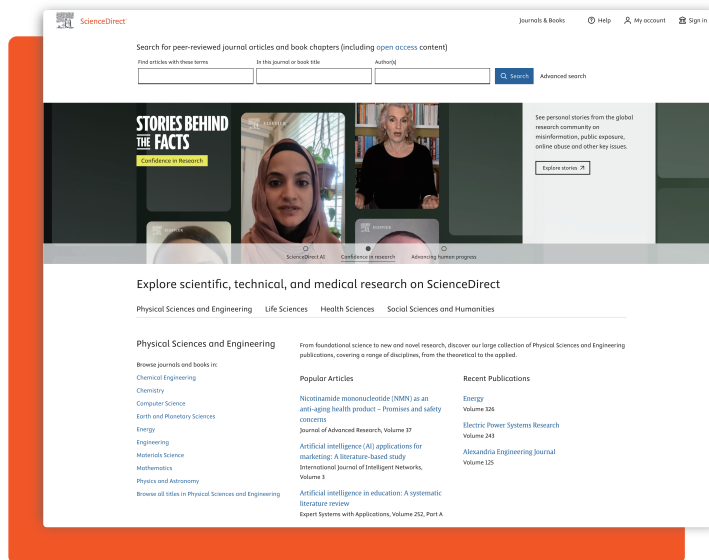 ScienceDirect
Journals & Books
Help
My account
Sign in
Search for peer-reviewed journal articles and book chapters (including open access content)
Find articles with these terms
In this journal or book title
Author(s)
Search
Advanced search
STORIES BEHIND
THE FACTS
Confidence in Research
ELSEVIER
ELSEVIER
ELSEVIER
See personal stories from the global
research community on
misinformation, public exposure,
online abuse and other key issues.
Explore stories
ScienceDirect AI
Confidence in research
Advancing human progress
Explore scientific, technical, and medical research on ScienceDirect
Physical Sciences and Engineering
Life Sciences
Health Sciences
Social Sciences and Humanities
Physical Sciences and Engineering
Browse journals and books in:
Chemical Engineering
Chemistry
Computer Science
Earth and Planetary Sciences
Energy
Engineering
Materials Science
Mathematics
Physics and Astronomy
Browse all titles in Physical Sciences and Engineering
From foundational science to new and novel research, discover our large collection of Physical Sciences and Engineering
publications, covering a range of disciplines, from the theoretical to the applied.
Popular Articles
Nicotinamide mononucleotide (NMN) as an
anti-aging health product – Promises and safety
concerns
Journal of Advanced Research, Volume 37
Artificial intelligence (AI) applications for
marketing: A literature-based study
International Journal of Intelligent Networks,
Volume 3
Artificial intelligence in education: A systematic
literature review
Expert Systems with Applications, Volume 252, Part A
Recent Publications
Energy
Volume 326
Electric Power Systems Research
Volume 243
Alexandria Engineering Journal
Volume 125